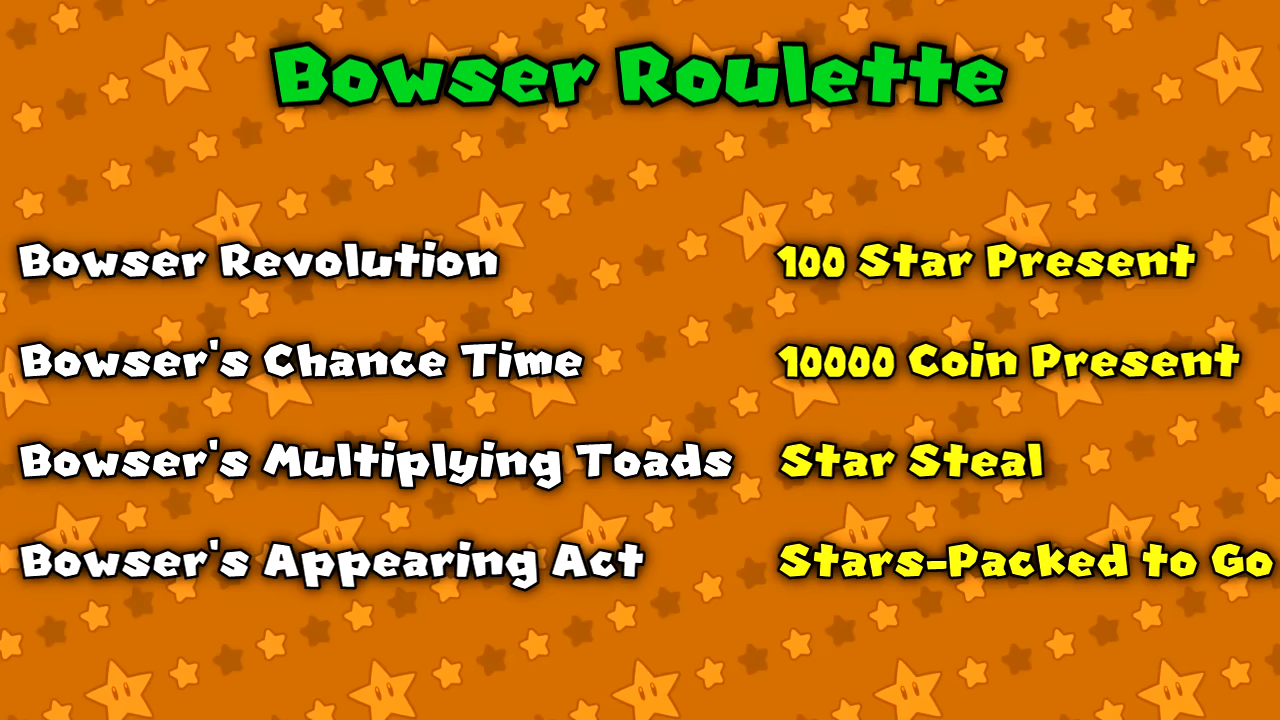 Bowser Roulette
Bowser Revolution
100 Star Present
Bowser's Chance Time
10000 Coin Present
Bowser's Multiplying Toads
Star Steal
Bowser's Appearing Act
Stars-Packed to Go